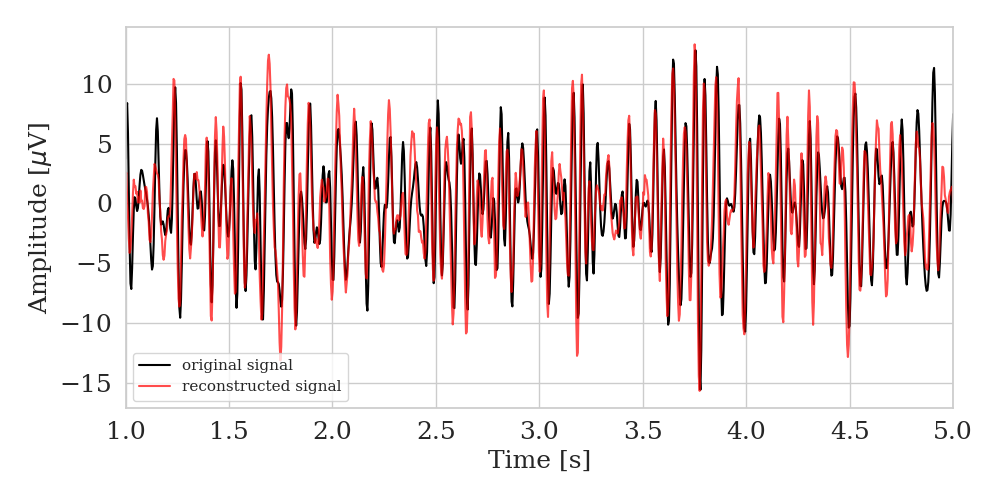 Amplitude [μV]
10
5
0
−5
−10
−15
original signal
reconstructed signal
1.0 1.5 2.0 2.5 3.0 3.5 4.0 4.5 5.0
Time [s]